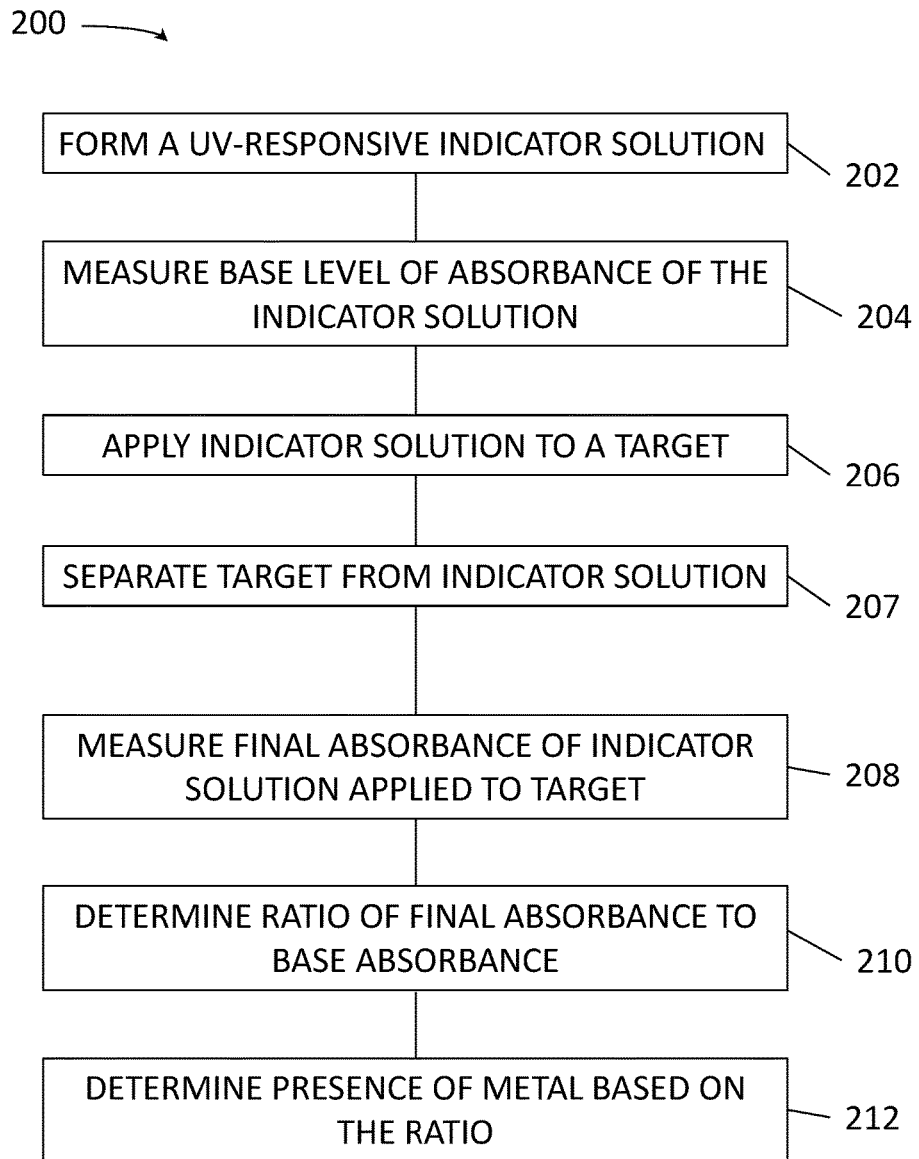 200
FORM A UV-RESPONSIVE INDICATOR SOLUTION
202
MEASURE BASE LEVEL OF ABSORBANCE OF THE
INDICATOR SOLUTION
204
APPLY INDICATOR SOLUTION TO A TARGET
206
SEPARATE TARGET FROM INDICATOR SOLUTION
207
MEASURE FINAL ABSORBANCE OF INDICATOR
SOLUTION APPLIED TO TARGET
208
DETERMINE RATIO OF FINAL ABSORBANCE TO
BASE ABSORBANCE
210
DETERMINE PRESENCE OF METAL BASED ON
THE RATIO
212